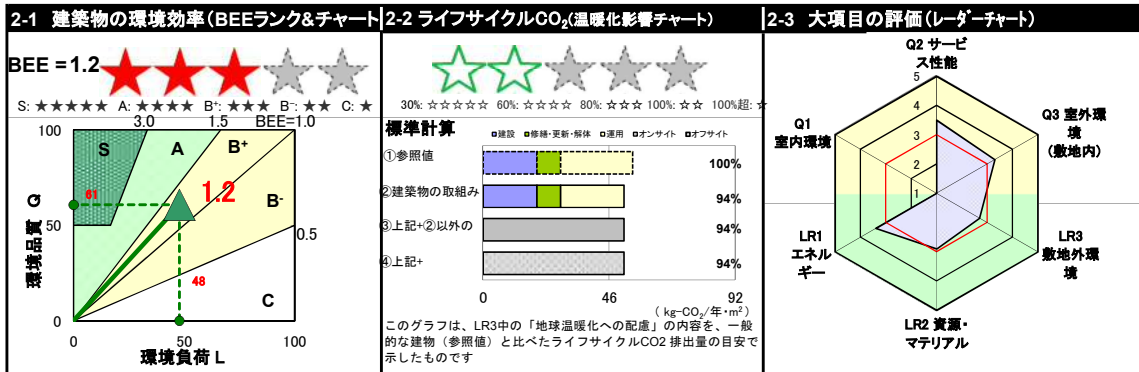 2-1 建築物の環境効率(BEEランク&チャート
BEE = 1.2
S: ★★★★★ A: ★★★★ B⁺: ★★★ B⁻: ★★ C: ★
3.0 1.5 BEE=1.0
100
S
A
B⁺
61
1.2
B⁻
環境品質 Q
50
0.5
48
C
0
0 50 100
環境負荷 L
2-2 ライフサイクルCO₂(温暖化影響チャート)
30%: ☆☆☆☆☆ 60%: ☆☆☆☆ 80%: ☆☆☆ 100%: ☆☆ 100%超: ☆
標準計算
■建設 ■修繕・更新・解体 □運用 ■オンサイト ■オフサイト
①参照値 100%
②建築物の取組み 94%
③上記+②以外の 94%
④上記+ 94%
0 46 92
( kg-CO₂/年・m²)
このグラフは、LR3中の「地球温暖化への配慮」の内容を、一般
的な建物(参照値)と比べたライフサイクルCO2 排出量の目安で
示したものです
2-3 大項目の評価(レーダーチャート)
Q2 サービ
ス性能
5
4
3
2
1
Q1
室内環境
Q3 室外環
境
(敷地内)
LR1
エネル
ギー
LR3
敷地外環
境
LR2 資源・
マテリアル